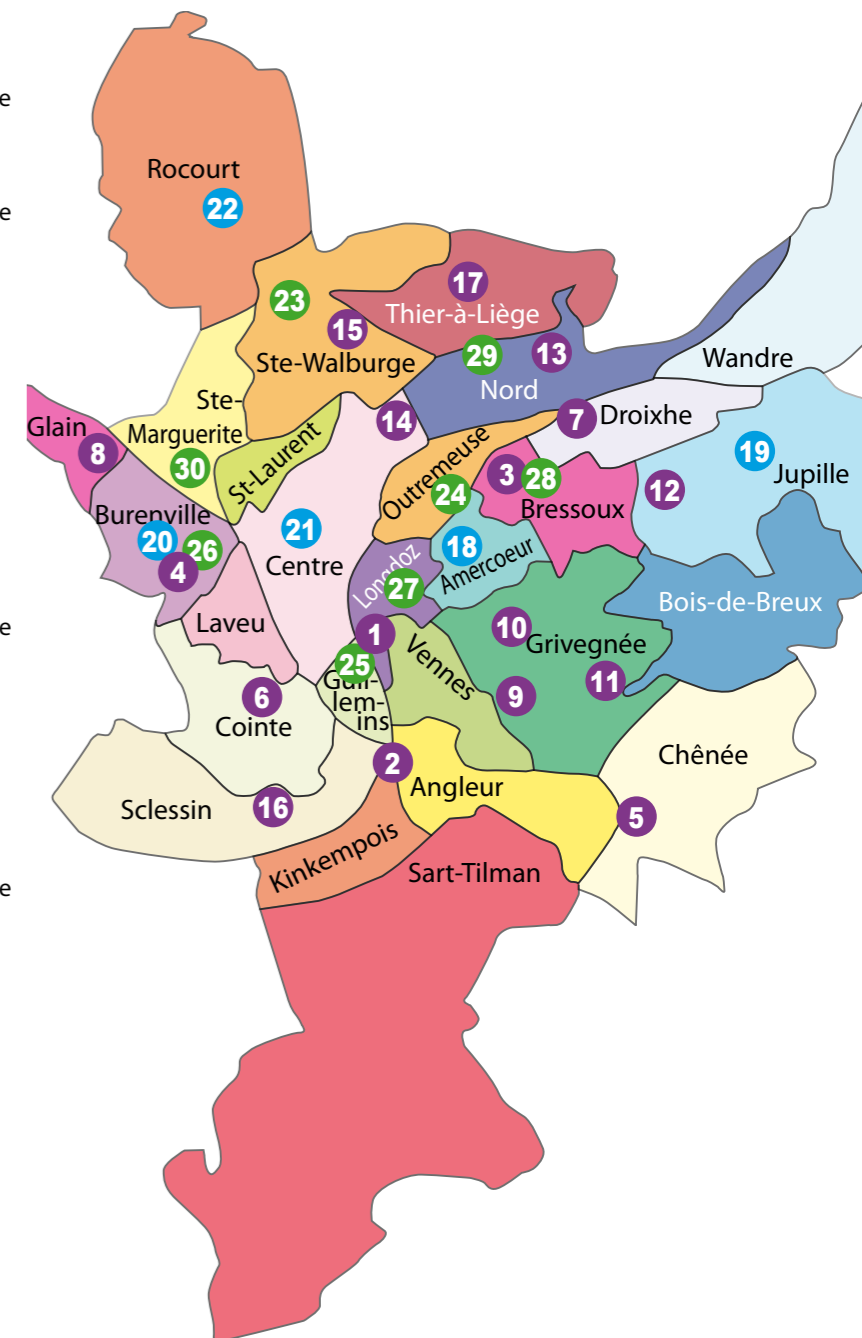 e
Rocourt
22
e
17
23
Thier-à-Liège
15
29
13
Ste-Walburge
Nord
Wandre
Ste-
Marguerite
14
7
Droixhe
Glain
8
St-Laurent
Outremeuse
19
Jupille
30
3
28
12
24
Bressoux
Burenville
20
26
4
21
Centre
18
Amercoeur
Longdoz
27
Bois-de-Breux
e
Laveu
1
10
Grivegnée
25
Guil-
lem-
ins
Vennes
11
6
9
Cointe
2
Chênée
Angleur
Sclessin
16
5
Kinkempois
Sart-Tilman
e